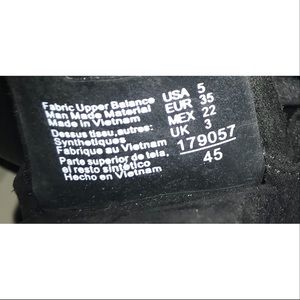 Fabric Upper Balance
Man Made Material
Made in Vietnam
Dessus tissu, autres:
Synthetiques
Fabrique au Vietnam
Parte superior de tela,
el resto sintético
Hecho en Vietnam
USA 5
EUR 35
MEX 22
UK 3
179057
45